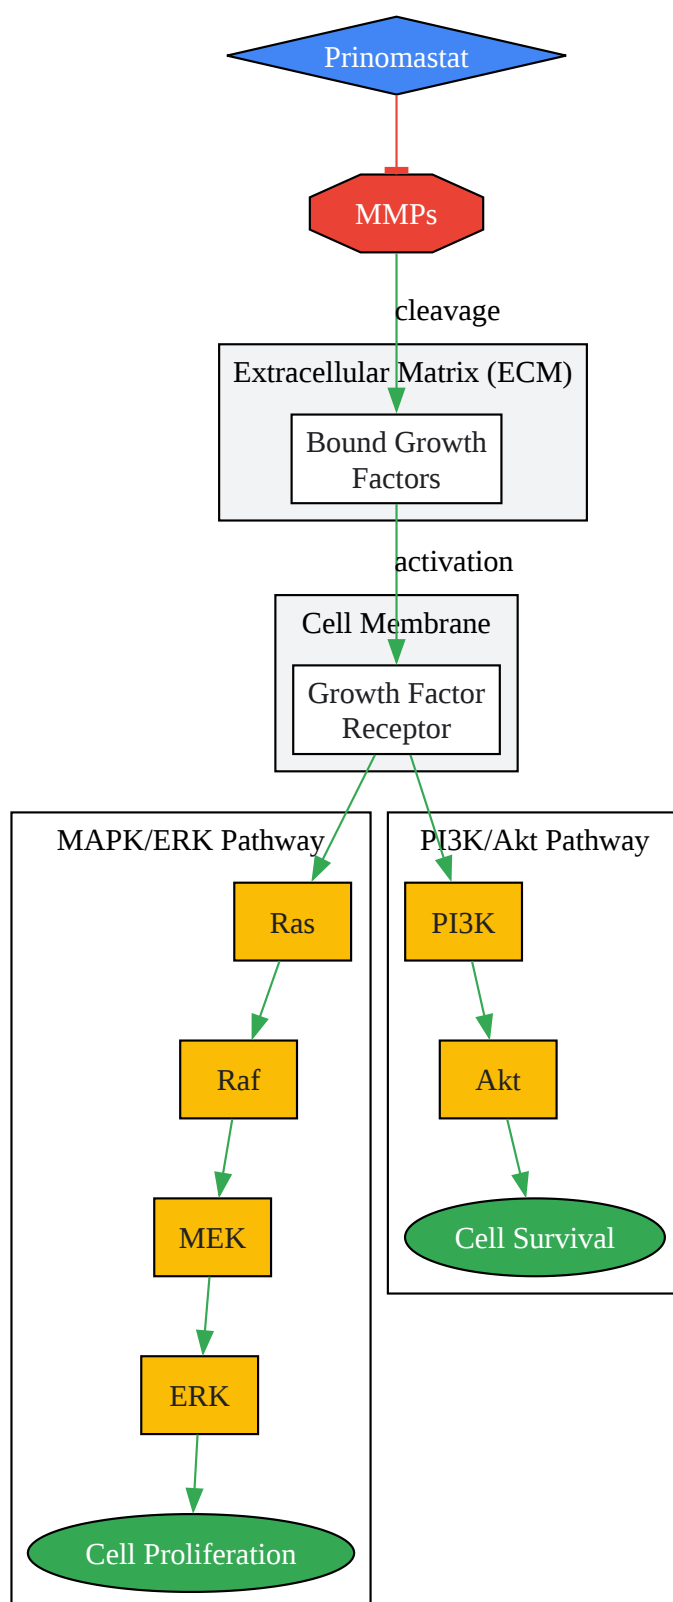 Prinomastat
MMPs
cleavage
Extracellular Matrix (ECM)
Bound Growth
Factors
activation
Cell Membrane
Growth Factor
Receptor
MAPK/ERK Pathway
PI3K/Akt Pathway
Ras
PI3K
Raf
Akt
MEK
Cell Survival
ERK
Cell Proliferation